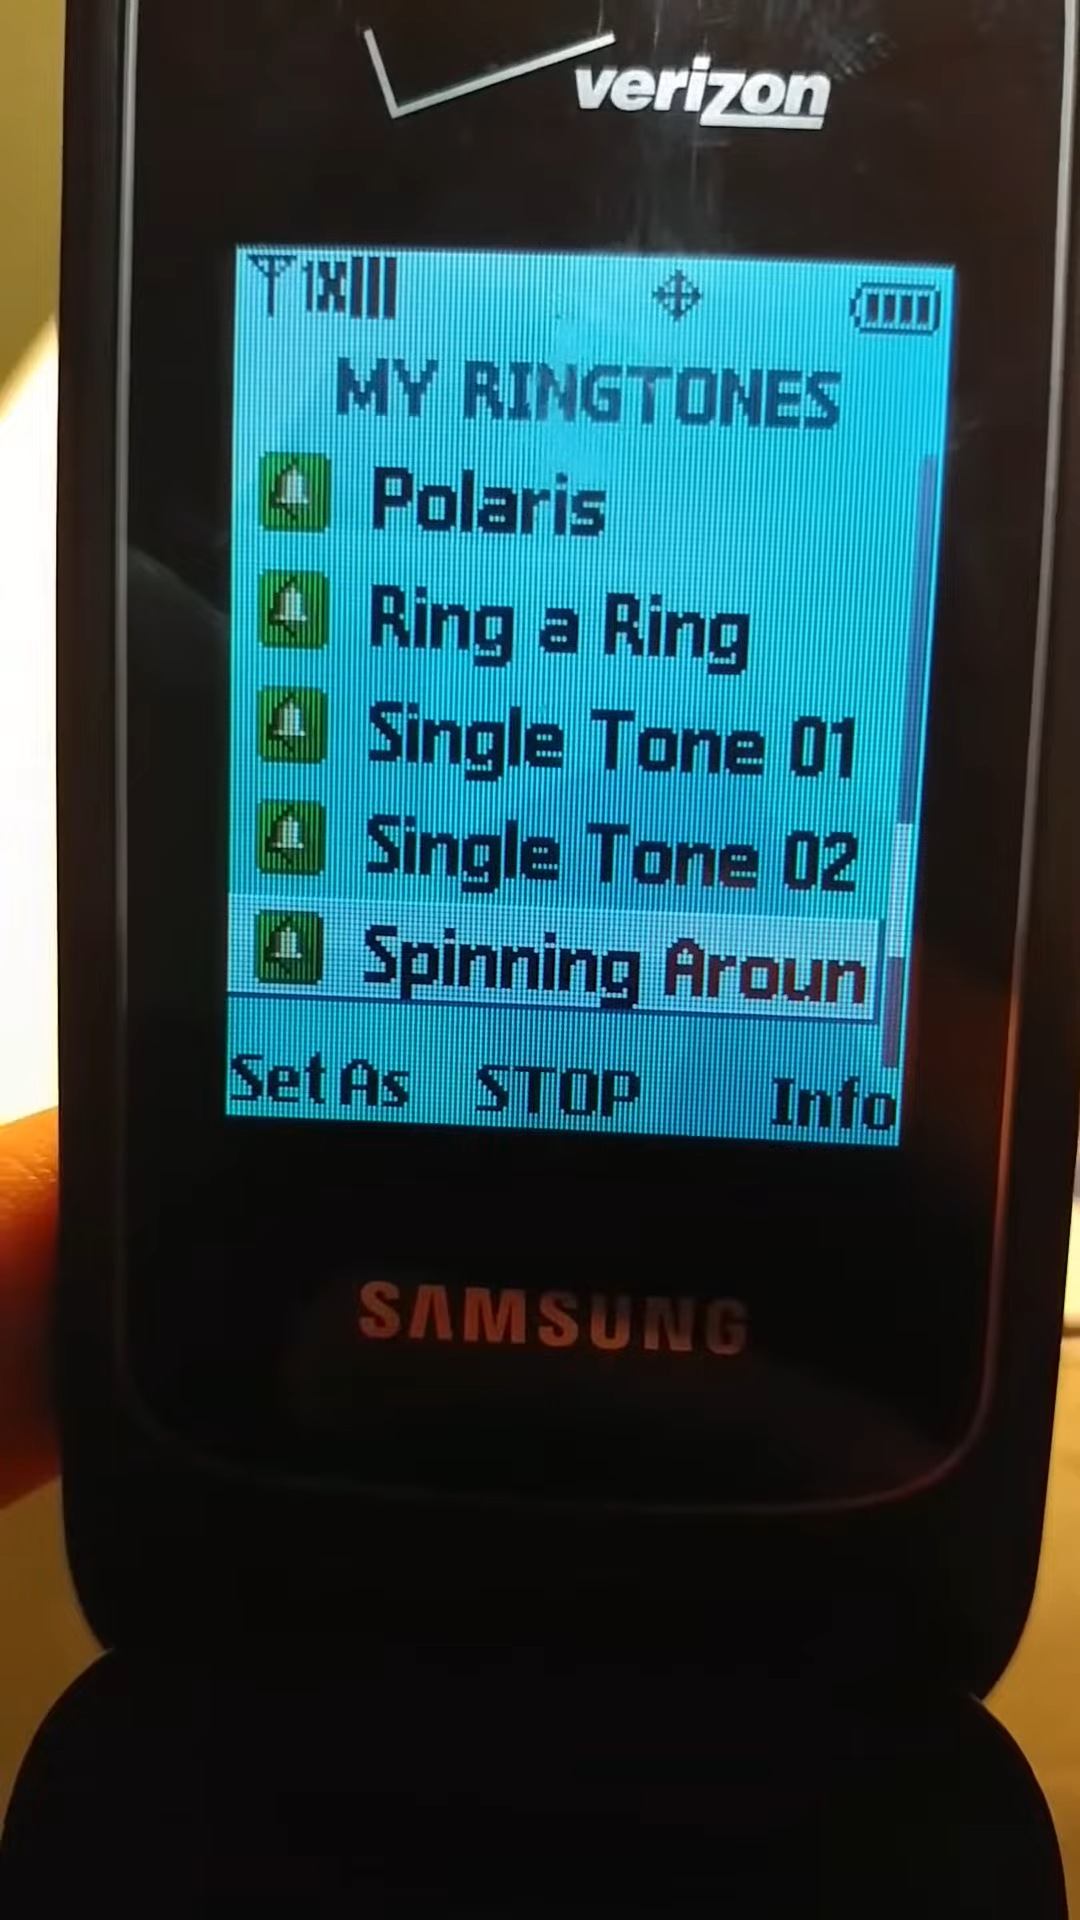 verizon
1X
MY RINGTONES
Polaris
Ring a Ring
Single Tone 01
Single Tone 02
Spinning Aroun
Set As STOP Info
SAMSUNG